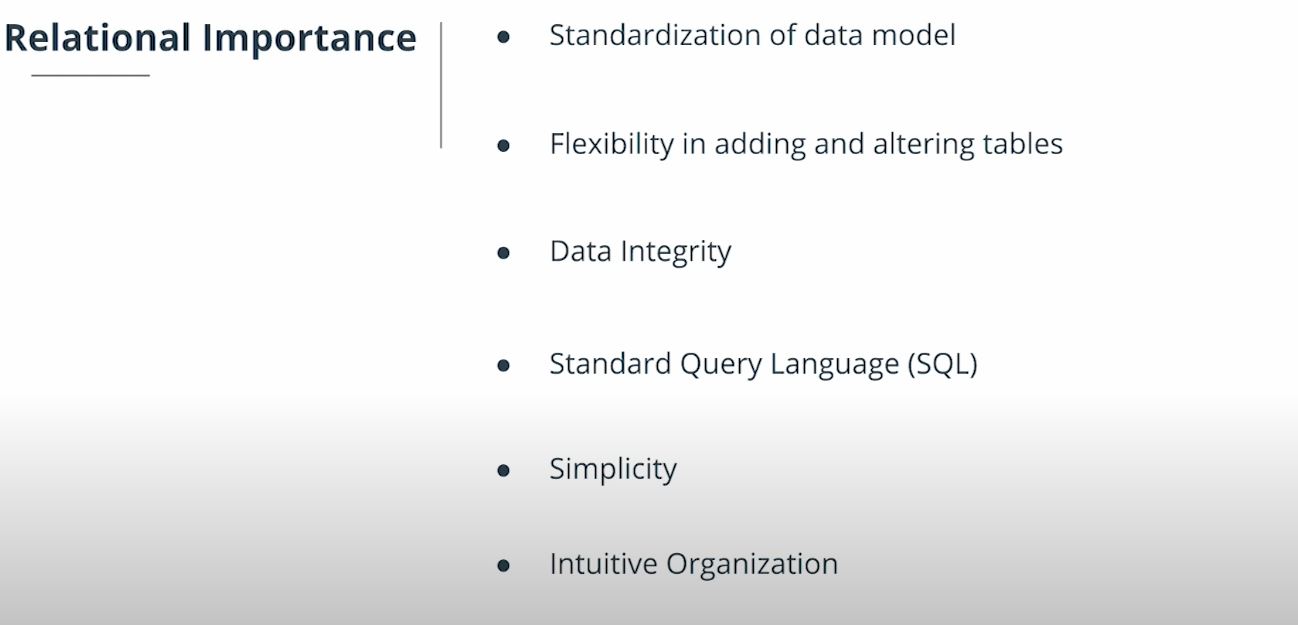 Relational Importance
Standardization of data model
Flexibility in adding and altering tables
Data Integrity
Standard Query Language (SQL)
Simplicity
Intuitive Organization